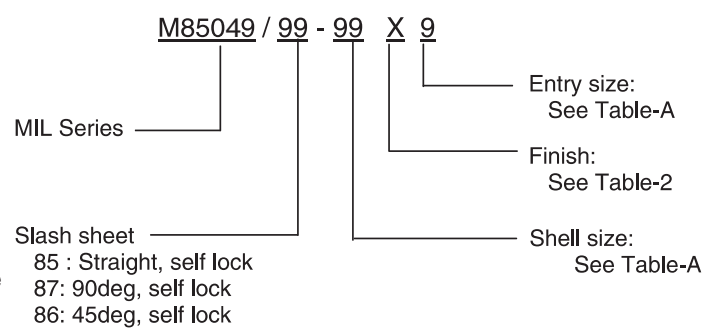 M85049 / 99 - 99 X 9
Entry size:
See Table-A
MIL Series
Finish:
See Table-2
Slash sheet
Shell size:
85 : Straight, self lock
See Table-A
87: 90deg, self lock
86: 45deg, self lock